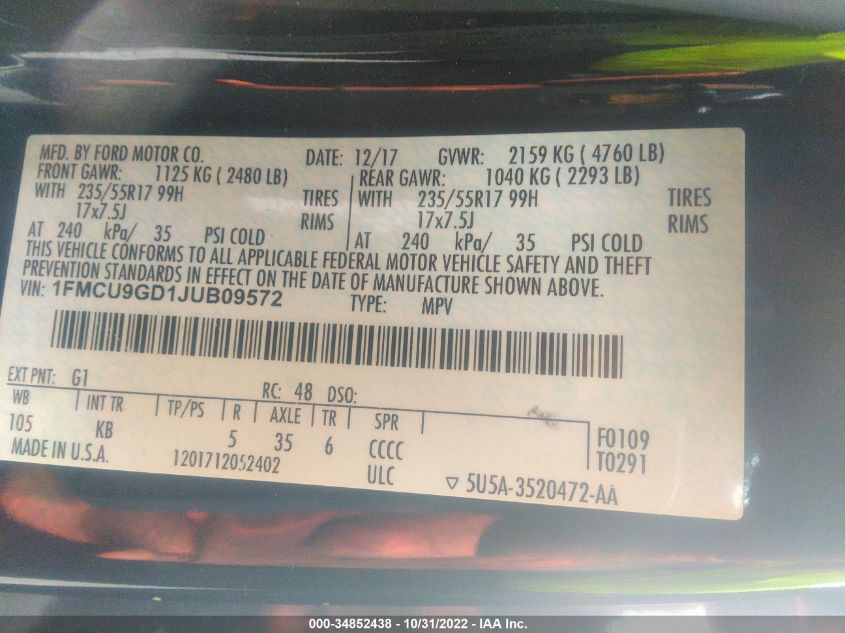 MFD. BY FORD MOTOR CO. DATE: 12/17 GVWR: 2159 KG ( 4760 LB)
FRONT GAWR: 1125 KG ( 2480 LB) REAR GAWR: 1040 KG ( 2293 LB)
WITH 235/55R17 99H TIRES WITH 235/55R17 99H TIRES
17x7.5J RIMS 17x7.5J RIMS
AT 240 kPa/ 35 PSI COLD AT 240 kPa/ 35 PSI COLD
THIS VEHICLE CONFORMS TO ALL APPLICABLE FEDERAL MOTOR VEHICLE SAFETY AND THEFT
PREVENTION STANDARDS IN EFFECT ON THE DATE OF MANUFACTURE SHOWN ABOVE.
VIN: 1FMCU9GD1JUB09572 TYPE: MPV
EXT PNT: G1 RC: 48 DSO:
WB INT TR TP/PS R AXLE TR SPR
105 KB 5 35 6 CCCC F0109
MADE IN U.S.A. 1201712052402 ULC T0291
5U5A-3520472-AA
000-34852438 - 10/31/2022 - IAA Inc.